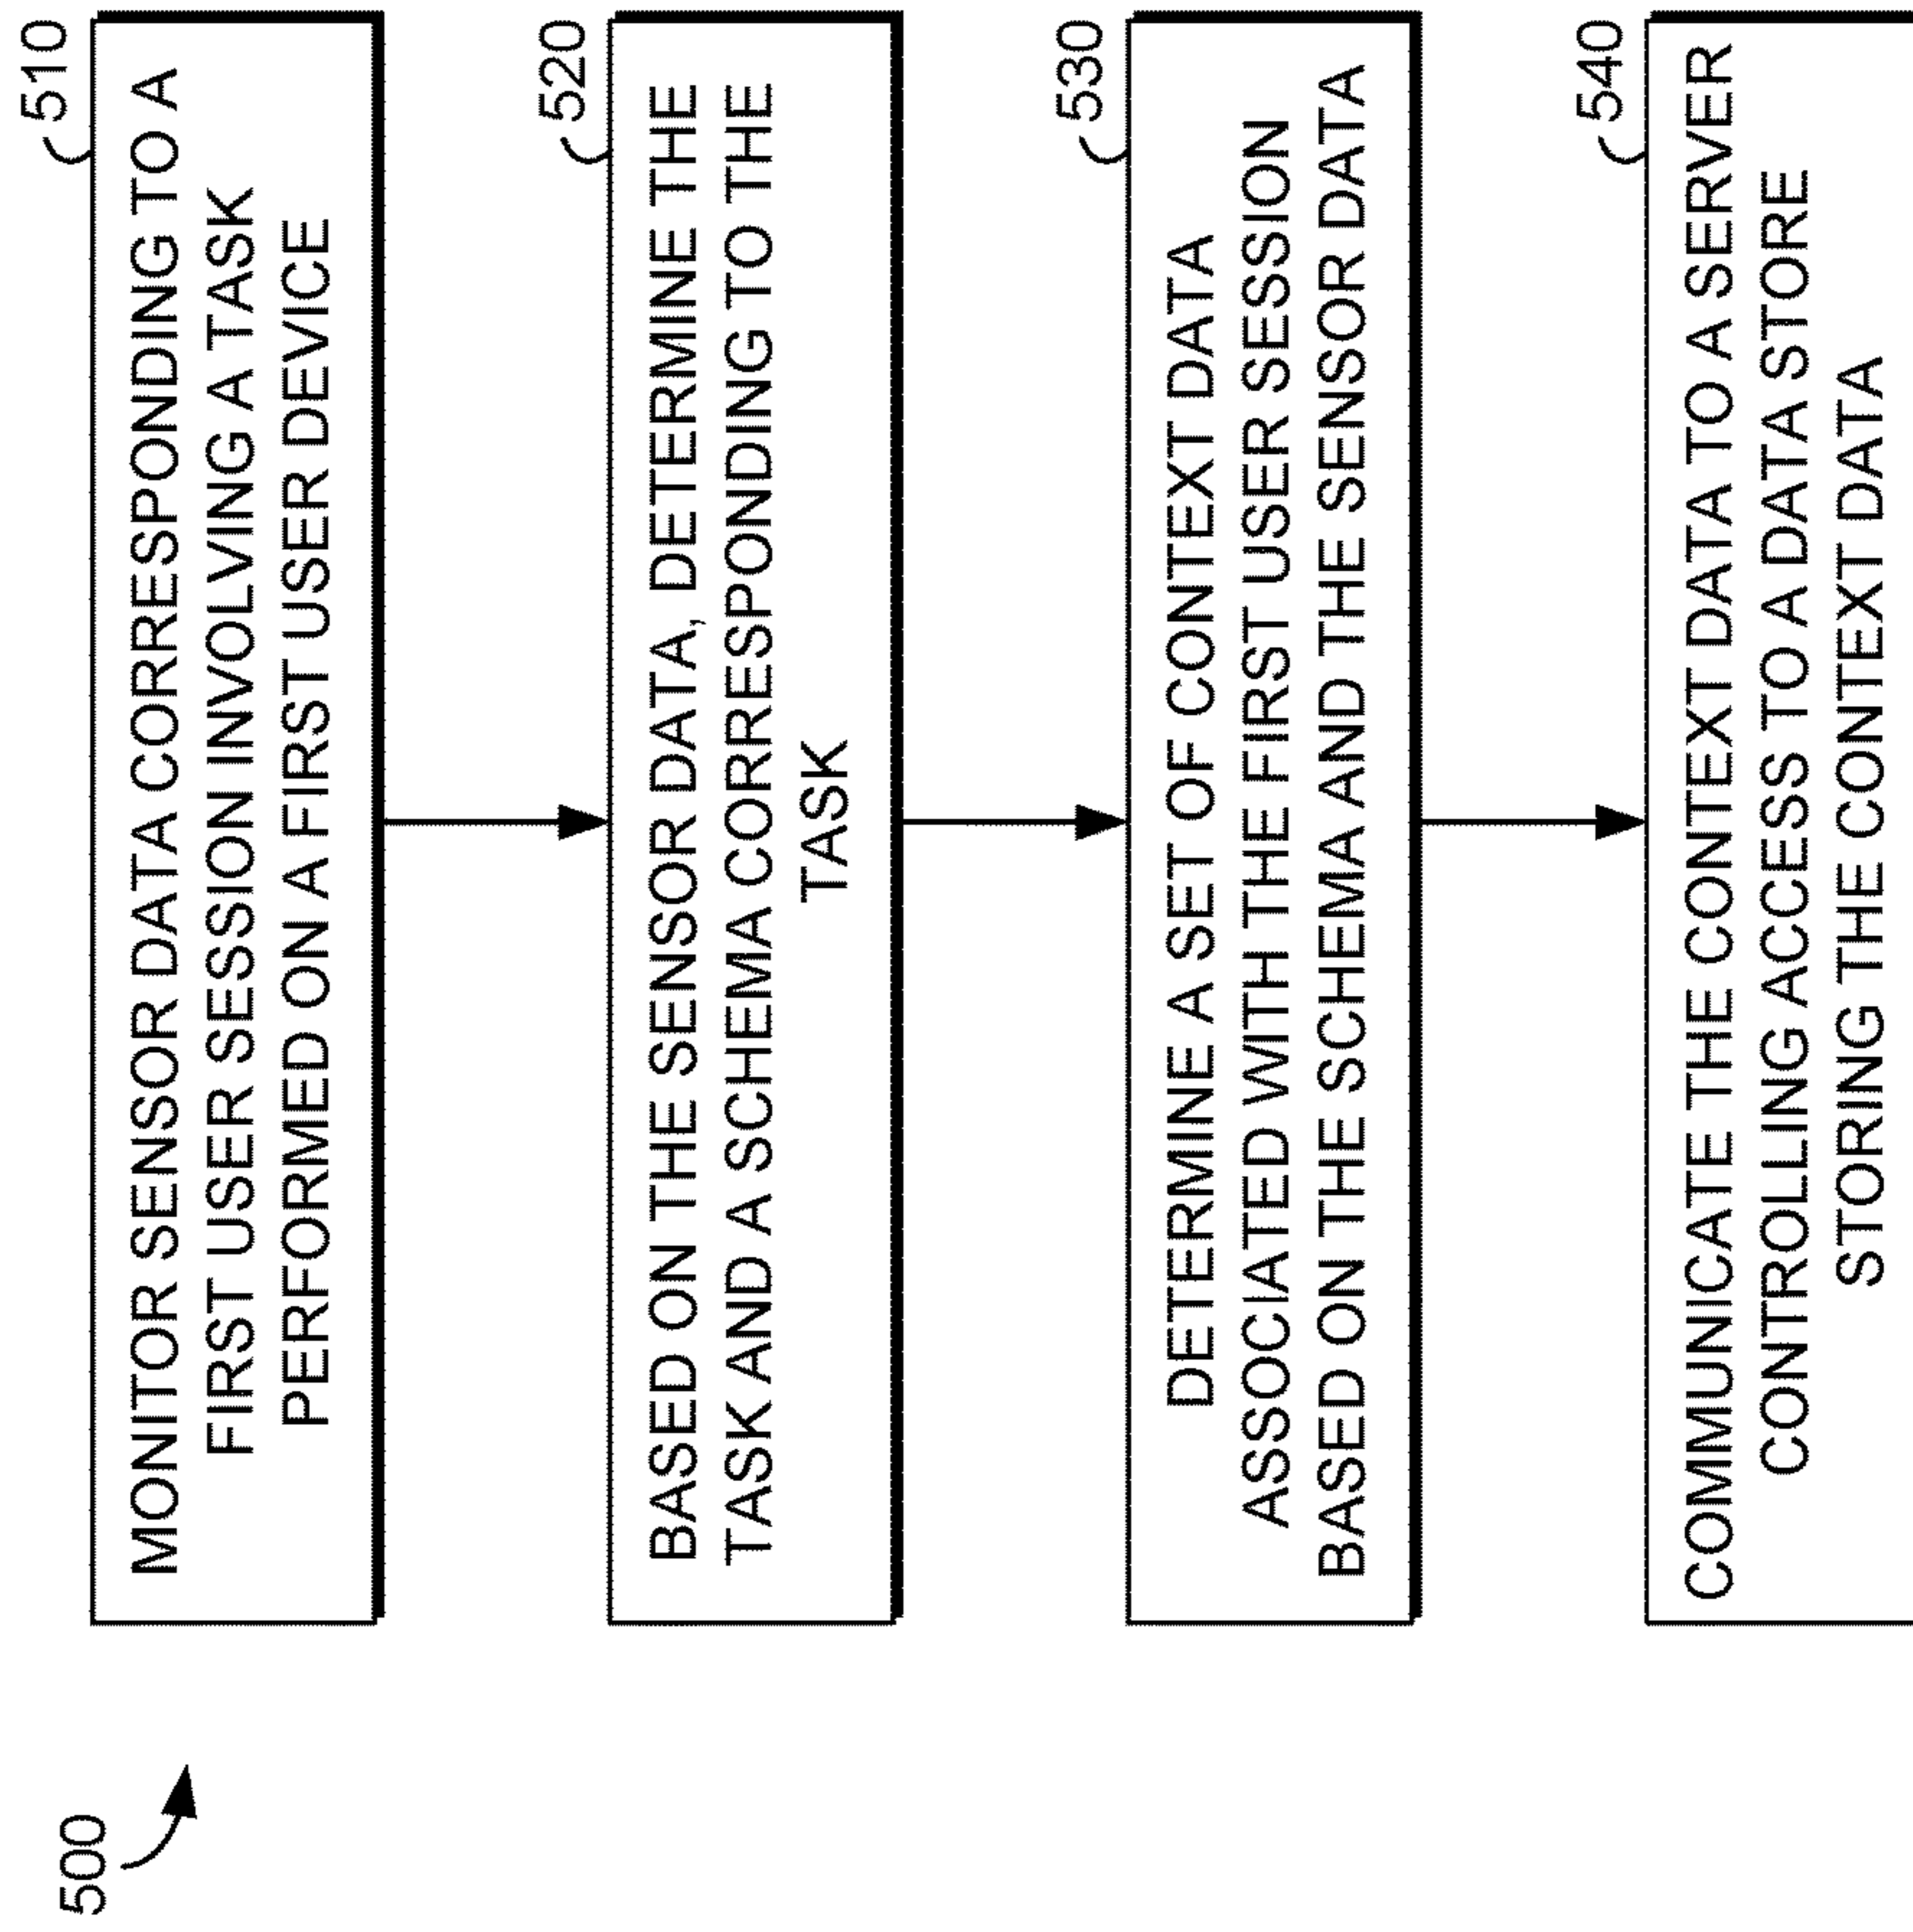 500
510
MONITOR SENSOR DATA CORRESPONDING TO A
FIRST USER SESSION INVOLVING A TASK
PERFORMED ON A FIRST USER DEVICE
520
BASED ON THE SENSOR DATA, DETERMINE THE
TASK AND A SCHEMA CORRESPONDING TO THE
TASK
530
DETERMINE A SET OF CONTEXT DATA
ASSOCIATED WITH THE FIRST USER SESSION
BASED ON THE SCHEMA AND THE SENSOR DATA
540
COMMUNICATE THE CONTEXT DATA TO A SERVER
CONTROLLING ACCESS TO A DATA STORE
STORING THE CONTEXT DATA